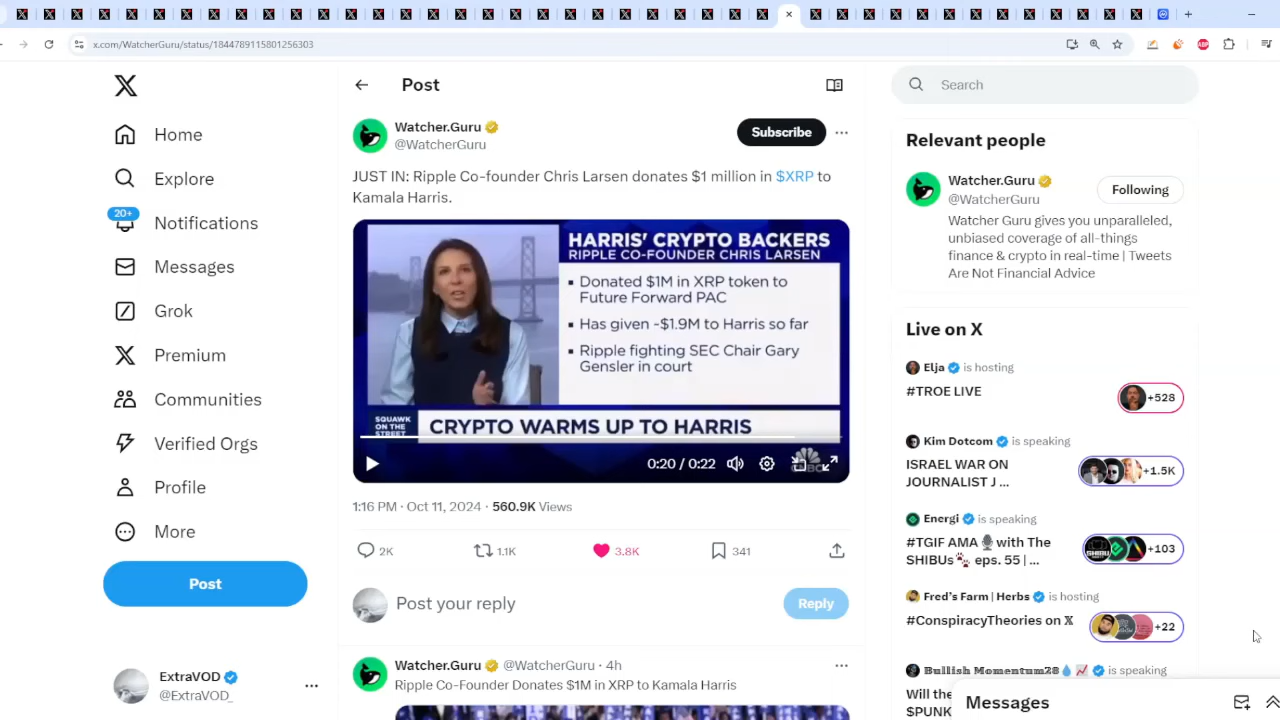 x.com/WatcherGuru/status/1844789115801256303
Post
Search
Home
Explore
20+
Notifications
Messages
Grok
Premium
Communities
Verified Orgs
Profile
More
Post
ExtraVOD
@ExtraVOD_
Watcher.Guru
@WatcherGuru
Subscribe
JUST IN: Ripple Co-founder Chris Larsen donates $1 million in $XRP to
Kamala Harris.
HARRIS' CRYPTO BACKERS
RIPPLE CO-FOUNDER CHRIS LARSEN
▪ Donated $1M in XRP token to
Future Forward PAC
▪ Has given ~$1.9M to Harris so far
▪ Ripple fighting SEC Chair Gary
Gensler in court
SQUAWK
ON THE
STREET
CRYPTO WARMS UP TO HARRIS
0:20 / 0:22
1:16 PM · Oct 11, 2024 · 560.9K Views
2K
1.1K
3.8K
341
Post your reply
Reply
Watcher.Guru @WatcherGuru · 4h
Ripple Co-Founder Donates $1M in XRP to Kamala Harris
Relevant people
Watcher.Guru
@WatcherGuru
Following
Watcher Guru gives you unparalleled,
unbiased coverage of all-things
finance & crypto in real-time | Tweets
Are Not Financial Advice
Live on X
Elja is hosting
#TROE LIVE
+528
Kim Dotcom is speaking
ISRAEL WAR ON
JOURNALIST J ...
+1.5K
Energi is speaking
#TGIF AMA 🎙️ with The
SHIBUs🐾 eps. 55 | ...
+103
Fred's Farm | Herbs is hosting
#ConspiracyTheories on 𝕏
+22
Bullish Momentum28💧📈 is speaking
Will the
$PUNK
Messages